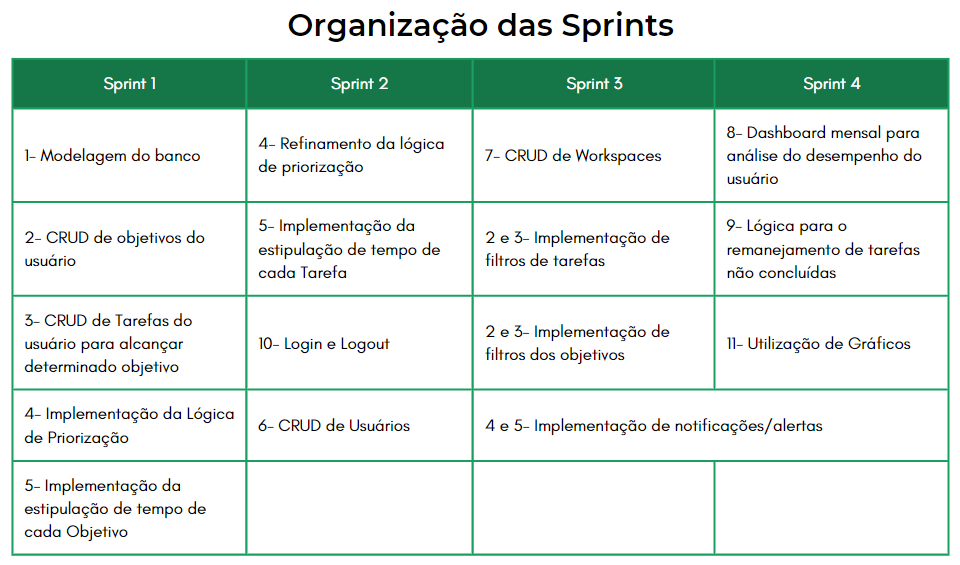 Organização das Sprints
Sprint 1
Sprint 2
Sprint 3
Sprint 4
1- Modelagem do banco
4- Refinamento da lógica
de priorização
7- CRUD de Workspaces
8- Dashboard mensal para
análise do desempenho do
usuário
2- CRUD de objetivos do
usuário
5- Implementação da
estipulação de tempo de
cada Tarefa
2 e 3- Implementação de
filtros de tarefas
9- Lógica para o
remanejamento de tarefas
não concluídas
3- CRUD de Tarefas do
usuário para alcançar
determinado objetivo
10- Login e Logout
2 e 3- Implementação de
filtros dos objetivos
11- Utilização de Gráficos
4- Implementação da Lógica
de Priorização
6- CRUD de Usuários
4 e 5- Implementação de notificações/alertas
5- Implementação da
estipulação de tempo de
cada Objetivo